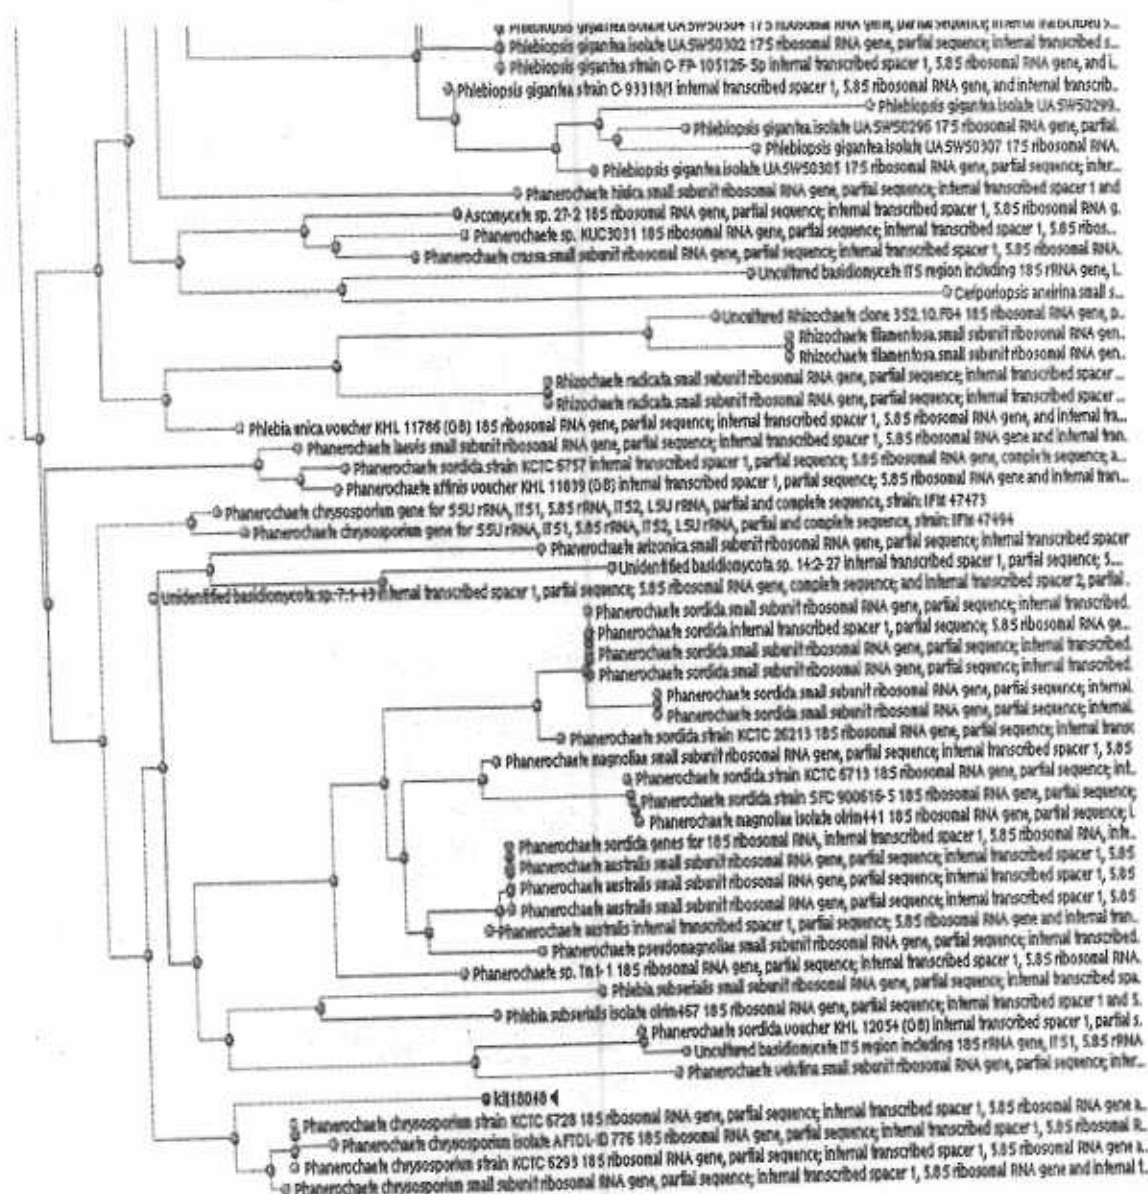 Phlebiopsis gigantea isolate UASWS0304 17S ribosomal RNA gene, partial sequence; internal transcribed s...
Phlebiopsis gigantea isolate UASWS0302 17S ribosomal RNA gene, partial sequence; internal transcribed s...
Phlebiopsis gigantea strain C- FP- 105126- Sp internal transcribed spacer 1, 5.8S ribosomal RNA gene, and i..
Phlebiopsis gigantea strain C-93318/1 internal transcribed spacer 1, 5.8S ribosomal RNA gene, and internal transcrib..
Phlebiopsis gigantea isolate UASWS0299..
Phlebiopsis gigantea isolate UASWS0296 17S ribosomal RNA gene, partial.
Phlebiopsis gigantea isolate UASWS0307 17S ribosomal RNA.
Phlebiopsis gigantea isolate UASWS0305 17S ribosomal RNA gene, partial sequence; inter...
Phanerochaete small subunit ribosomal RNA gene, partial sequence; internal transcribed spacer 1 and
Ascomycete sp. 27-2 18S ribosomal RNA gene, partial sequence; internal transcribed spacer 1, 5.8S ribosomal RNA g.
Phanerochaete sp. KUC3031 18S ribosomal RNA gene, partial sequence; internal transcribed spacer 1, 5.8S ribos...
Phanerochaete crassa small subunit ribosomal RNA gene, partial sequence; internal transcribed spacer 1, 5.8S ribosomal RNA.
Uncultured basidiomycete ITS region including 18S rRNA gene, I..
Ceriporiopsis aneirina small s...
Uncultured Rhizochaete clone 352.10.F04 18S ribosomal RNA gene, p..
Rhizochaete filamentosa small subunit ribosomal RNA gen..
Rhizochaete filamentosa small subunit ribosomal RNA gen..
Rhizochaete radicata small subunit ribosomal RNA gene, partial sequence; internal transcribed spacer ...
Rhizochaete radicata small subunit ribosomal RNA gene, partial sequence; internal transcribed spacer ...
Phlebia unica voucher KHL 11786 (GB) 18S ribosomal RNA gene, partial sequence; internal transcribed spacer 1, 5.8S ribosomal RNA gene, and internal tra...
Phanerochaete laevis small subunit ribosomal RNA gene, partial sequence; internal transcribed spacer 1, 5.8S ribosomal RNA gene and internal tran.
Phanerochaete sordida strain KCTC 6757 internal transcribed spacer 1, partial sequence; 5.8S ribosomal RNA gene, complete sequence, a...
Phanerochaete affinis voucher KHL 11839 (GB) internal transcribed spacer 1, partial sequence; 5.8S ribosomal RNA gene and internal tran...
Phanerochaete chrysosporium gene for SSU rRNA, ITS1, 5.8S rRNA, ITS2, LSU rRNA, partial and complete sequence, strain: IFM 47473
Phanerochaete chrysosporium gene for SSU rRNA, ITS1, 5.8S rRNA, ITS2, LSU rRNA, partial and complete sequence, strain: IFM 47494
Phanerochaete arizonica small subunit ribosomal RNA gene, partial sequence; internal transcribed spacer
Unidentified basidiomycota sp. 14-2-27 internal transcribed spacer 1, partial sequence; 5....
Unidentified basidiomycota sp. 7-1-43 internal transcribed spacer 1, partial sequence; 5.8S ribosomal RNA gene, complete sequence; and internal transcribed spacer 2, partial .
Phanerochaete sordida small subunit ribosomal RNA gene, partial sequence; internal transcribed.
Phanerochaete sordida internal transcribed spacer 1, partial sequence; 5.8S ribosomal RNA ge...
Phanerochaete sordida small subunit ribosomal RNA gene, partial sequence; internal transcribed.
Phanerochaete sordida small subunit ribosomal RNA gene, partial sequence; internal transcribed.
Phanerochaete sordida small subunit ribosomal RNA gene, partial sequence; internal.
Phanerochaete sordida small subunit ribosomal RNA gene, partial sequence; internal.
Phanerochaete sordida strain KCTC 26213 18S ribosomal RNA gene, partial sequence; internal transc
Phanerochaete magnoliae small subunit ribosomal RNA gene, partial sequence; internal transcribed spacer 1, 5.8S
Phanerochaete sordida strain KCTC 6713 18S ribosomal RNA gene, partial sequence; int..
Phanerochaete sordida strain SFC 900616-5 18S ribosomal RNA gene, partial sequence;
Phanerochaete magnoliae isolate olrim441 18S ribosomal RNA gene, partial sequence; i
Phanerochaete sordida genes for 18S ribosomal RNA, internal transcribed spacer 1, 5.8S ribosomal RNA, inte..
Phanerochaete australis small subunit ribosomal RNA gene, partial sequence; internal transcribed spacer 1, 5.8S
Phanerochaete australis small subunit ribosomal RNA gene, partial sequence; internal transcribed spacer 1, 5.8S
Phanerochaete australis small subunit ribosomal RNA gene, partial sequence; internal transcribed spacer 1, 5.8S
Phanerochaete australis internal transcribed spacer 1, partial sequence; 5.8S ribosomal RNA gene and internal tran..
Phanerochaete pseudomagnoliae small subunit ribosomal RNA gene, partial sequence; internal transcribed.
Phanerochaete sp. Tm1-1 18S ribosomal RNA gene, partial sequence; internal transcribed spacer 1, 5.8S ribosomal RNA.
Phlebia subserialis small subunit ribosomal RNA gene, partial sequence; internal transcribed spa.
Phlebia subserialis isolate olrim467 18S ribosomal RNA gene, partial sequence; internal transcribed spacer 1 and 5.
Phanerochaete sordida voucher KHL 12054 (GB) internal transcribed spacer 1, partial s.
Uncultured basidiomycete ITS region including 18S rRNA gene, ITS1, 5.8S rRNA
Phanerochaete velutina small subunit ribosomal RNA gene, partial sequence; inter...
kij18048
Phanerochaete chrysosporium strain KCTC 6728 18S ribosomal RNA gene, partial sequence; internal transcribed spacer 1, 5.8S ribosomal RNA gene a.
Phanerochaete chrysosporium isolate AFTOL-ID 776 18S ribosomal RNA gene, partial sequence; internal transcribed spacer 1, 5.8S ribosomal R..
Phanerochaete chrysosporium strain KCTC 6293 18S ribosomal RNA gene, partial sequence; internal transcribed spacer 1, 5.8S ribosomal RNA gene a.
Phanerochaete chrysosporium small subunit ribosomal RNA gene, partial sequence; internal transcribed spacer 1, 5.8S ribosomal RNA gene and internal t